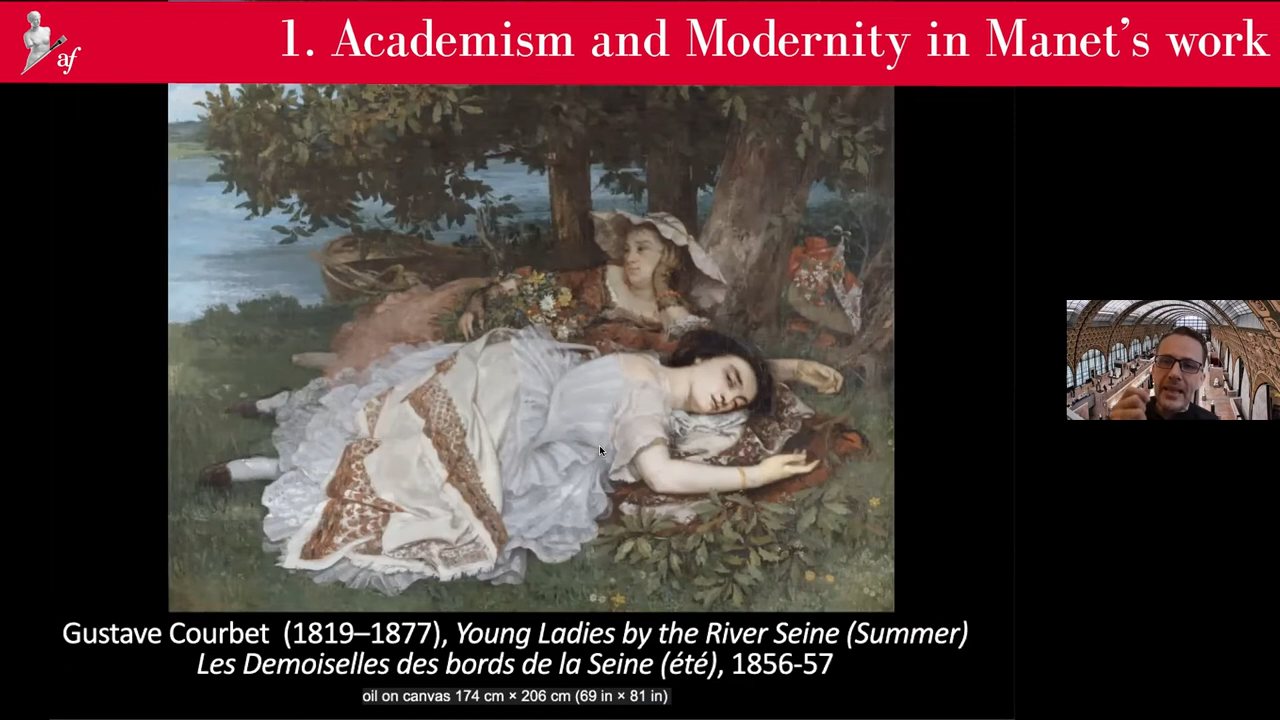 af
1. Academism and Modernity in Manet’s work
Gustave Courbet (1819–1877), Young Ladies by the River Seine (Summer)
Les Demoiselles des bords de la Seine (été), 1856-57
oil on canvas 174 cm × 206 cm (69 in × 81 in)